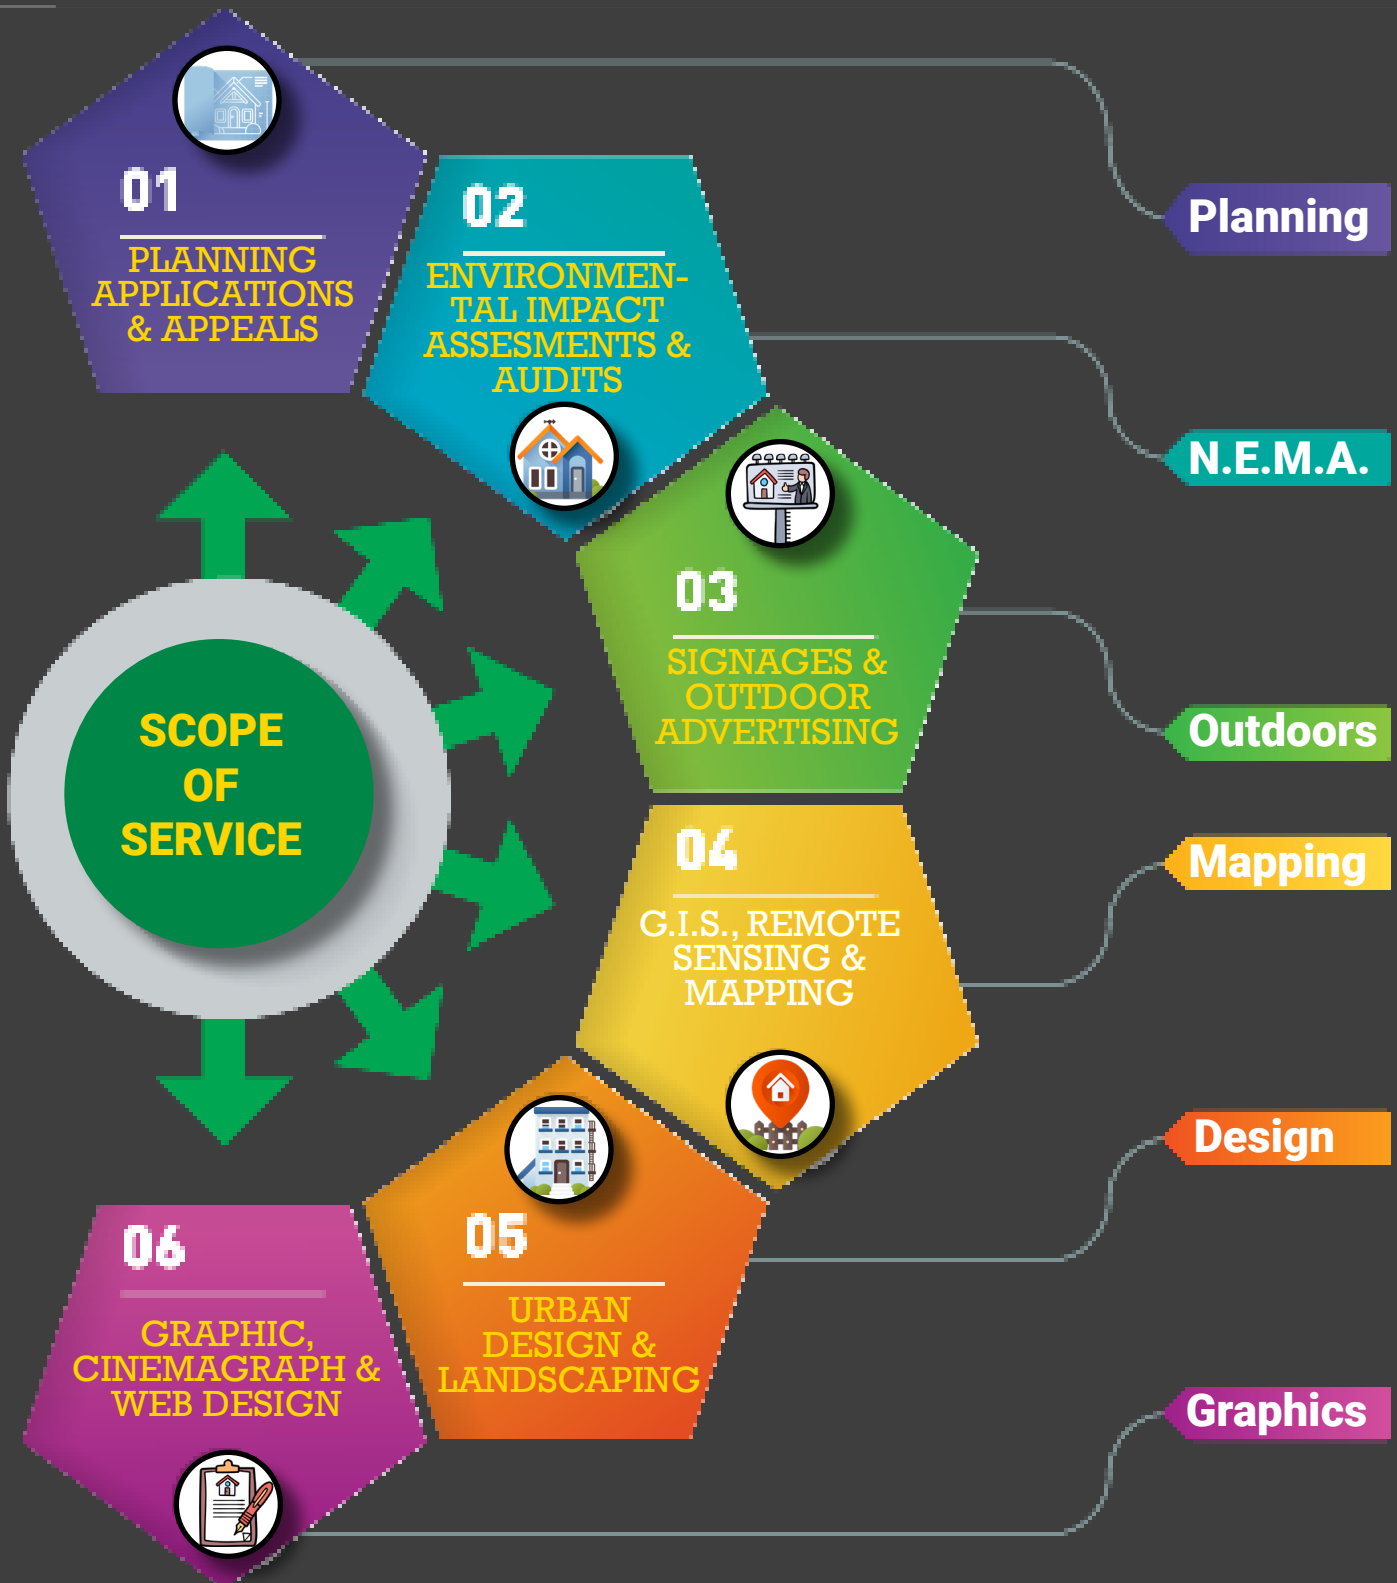 01
PLANNING
APPLICATIONS
& APPEALS
02
ENVIRONMEN-
TAL IMPACT
ASSESMENTS &
AUDITS
03
SIGNAGES &
OUTDOOR
ADVERTISING
SCOPE
OF
SERVICE
04
G.I.S., REMOTE
SENSING &
MAPPING
05
URBAN
DESIGN &
LANDSCAPING
06
GRAPHIC,
CINEMAGRAPH &
WEB DESIGN
Planning
N.E.M.A.
Outdoors
Mapping
Design
Graphics